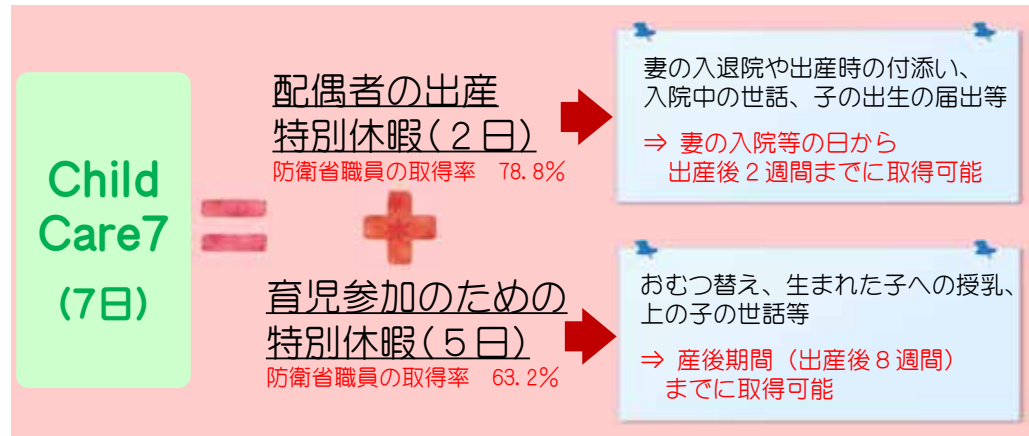 Child
Care7
(7日)
配偶者の出産
特別休暇(2日)
防衛省職員の取得率 78.8%
妻の入退院や出産時の付添い、
入院中の世話、子の出生の届出等
⇒ 妻の入院等の日から
出産後2週間までに取得可能
育児参加のための
特別休暇(5日)
防衛省職員の取得率 63.2%
おむつ替え、生まれた子への授乳、
上の子の世話等
⇒ 産後期間(出産後8週間)
までに取得可能